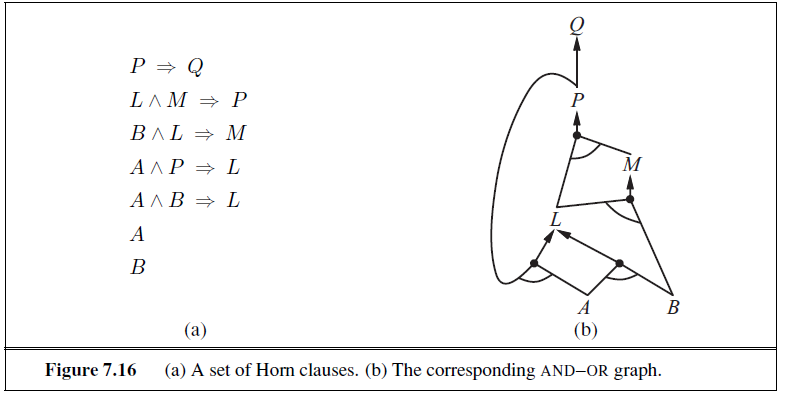 P ⇒ Q
L ∧ M ⇒ P
B ∧ L ⇒ M
A ∧ P ⇒ L
A ∧ B ⇒ L
A
B
(a)
Q
P
M
L
A
B
(b)
Figure 7.16 (a) A set of Horn clauses. (b) The corresponding AND–OR graph.